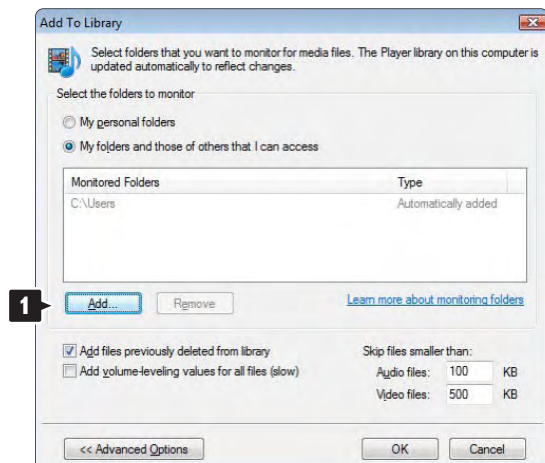 Add To Library
Select folders that you want to monitor for media files. The Player library on this computer is
updated automatically to reflect changes.
Select the folders to monitor
My personal folders
My folders and those of others that I can access
Monitored Folders Type
C:\Users Automatically added
1 Add... Remove Learn more about monitoring folders
Add files previously deleted from library Skip files smaller than:
Add volume-leveling values for all files (slow) Audio files: 100 KB
Video files: 500 KB
<< Advanced Options OK Cancel